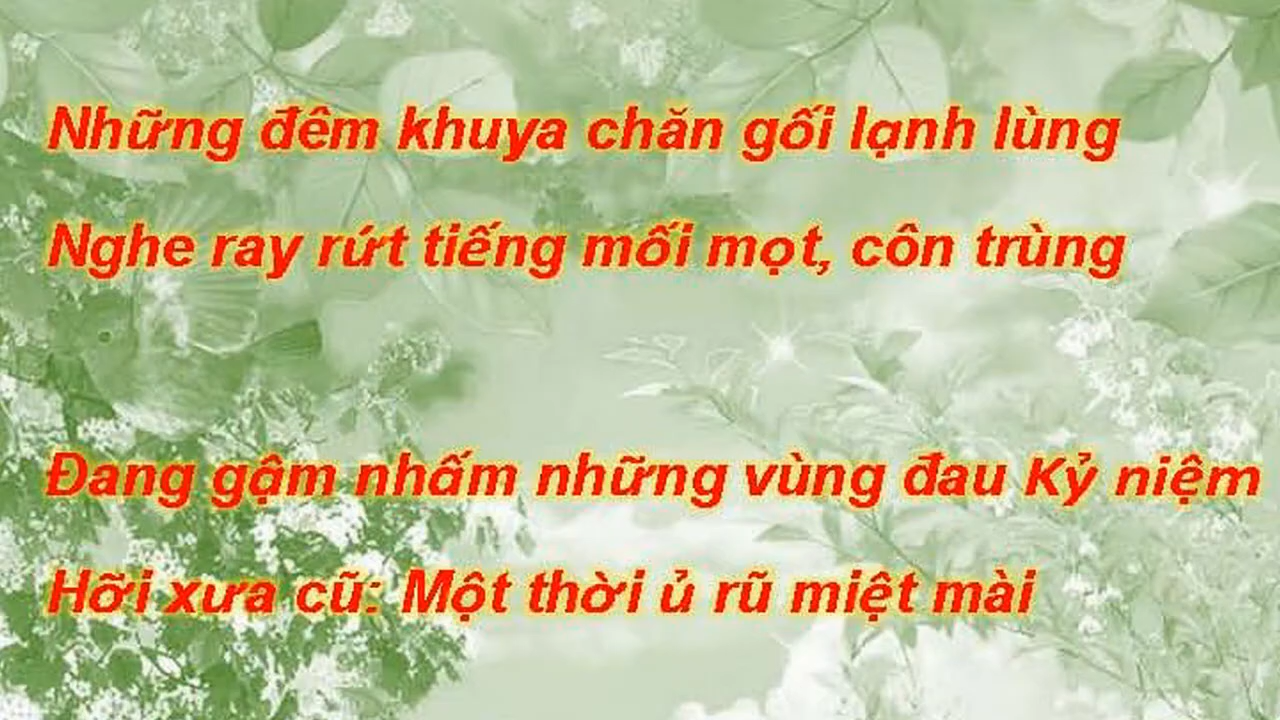 Những đêm khuya chăn gối lạnh lùng
Nghe ray rứt tiếng mối mọt, côn trùng
Đang gậm nhấm những vùng đau Kỷ niệm
Hỡi xưa cũ: Một thời ủ rũ miệt mài